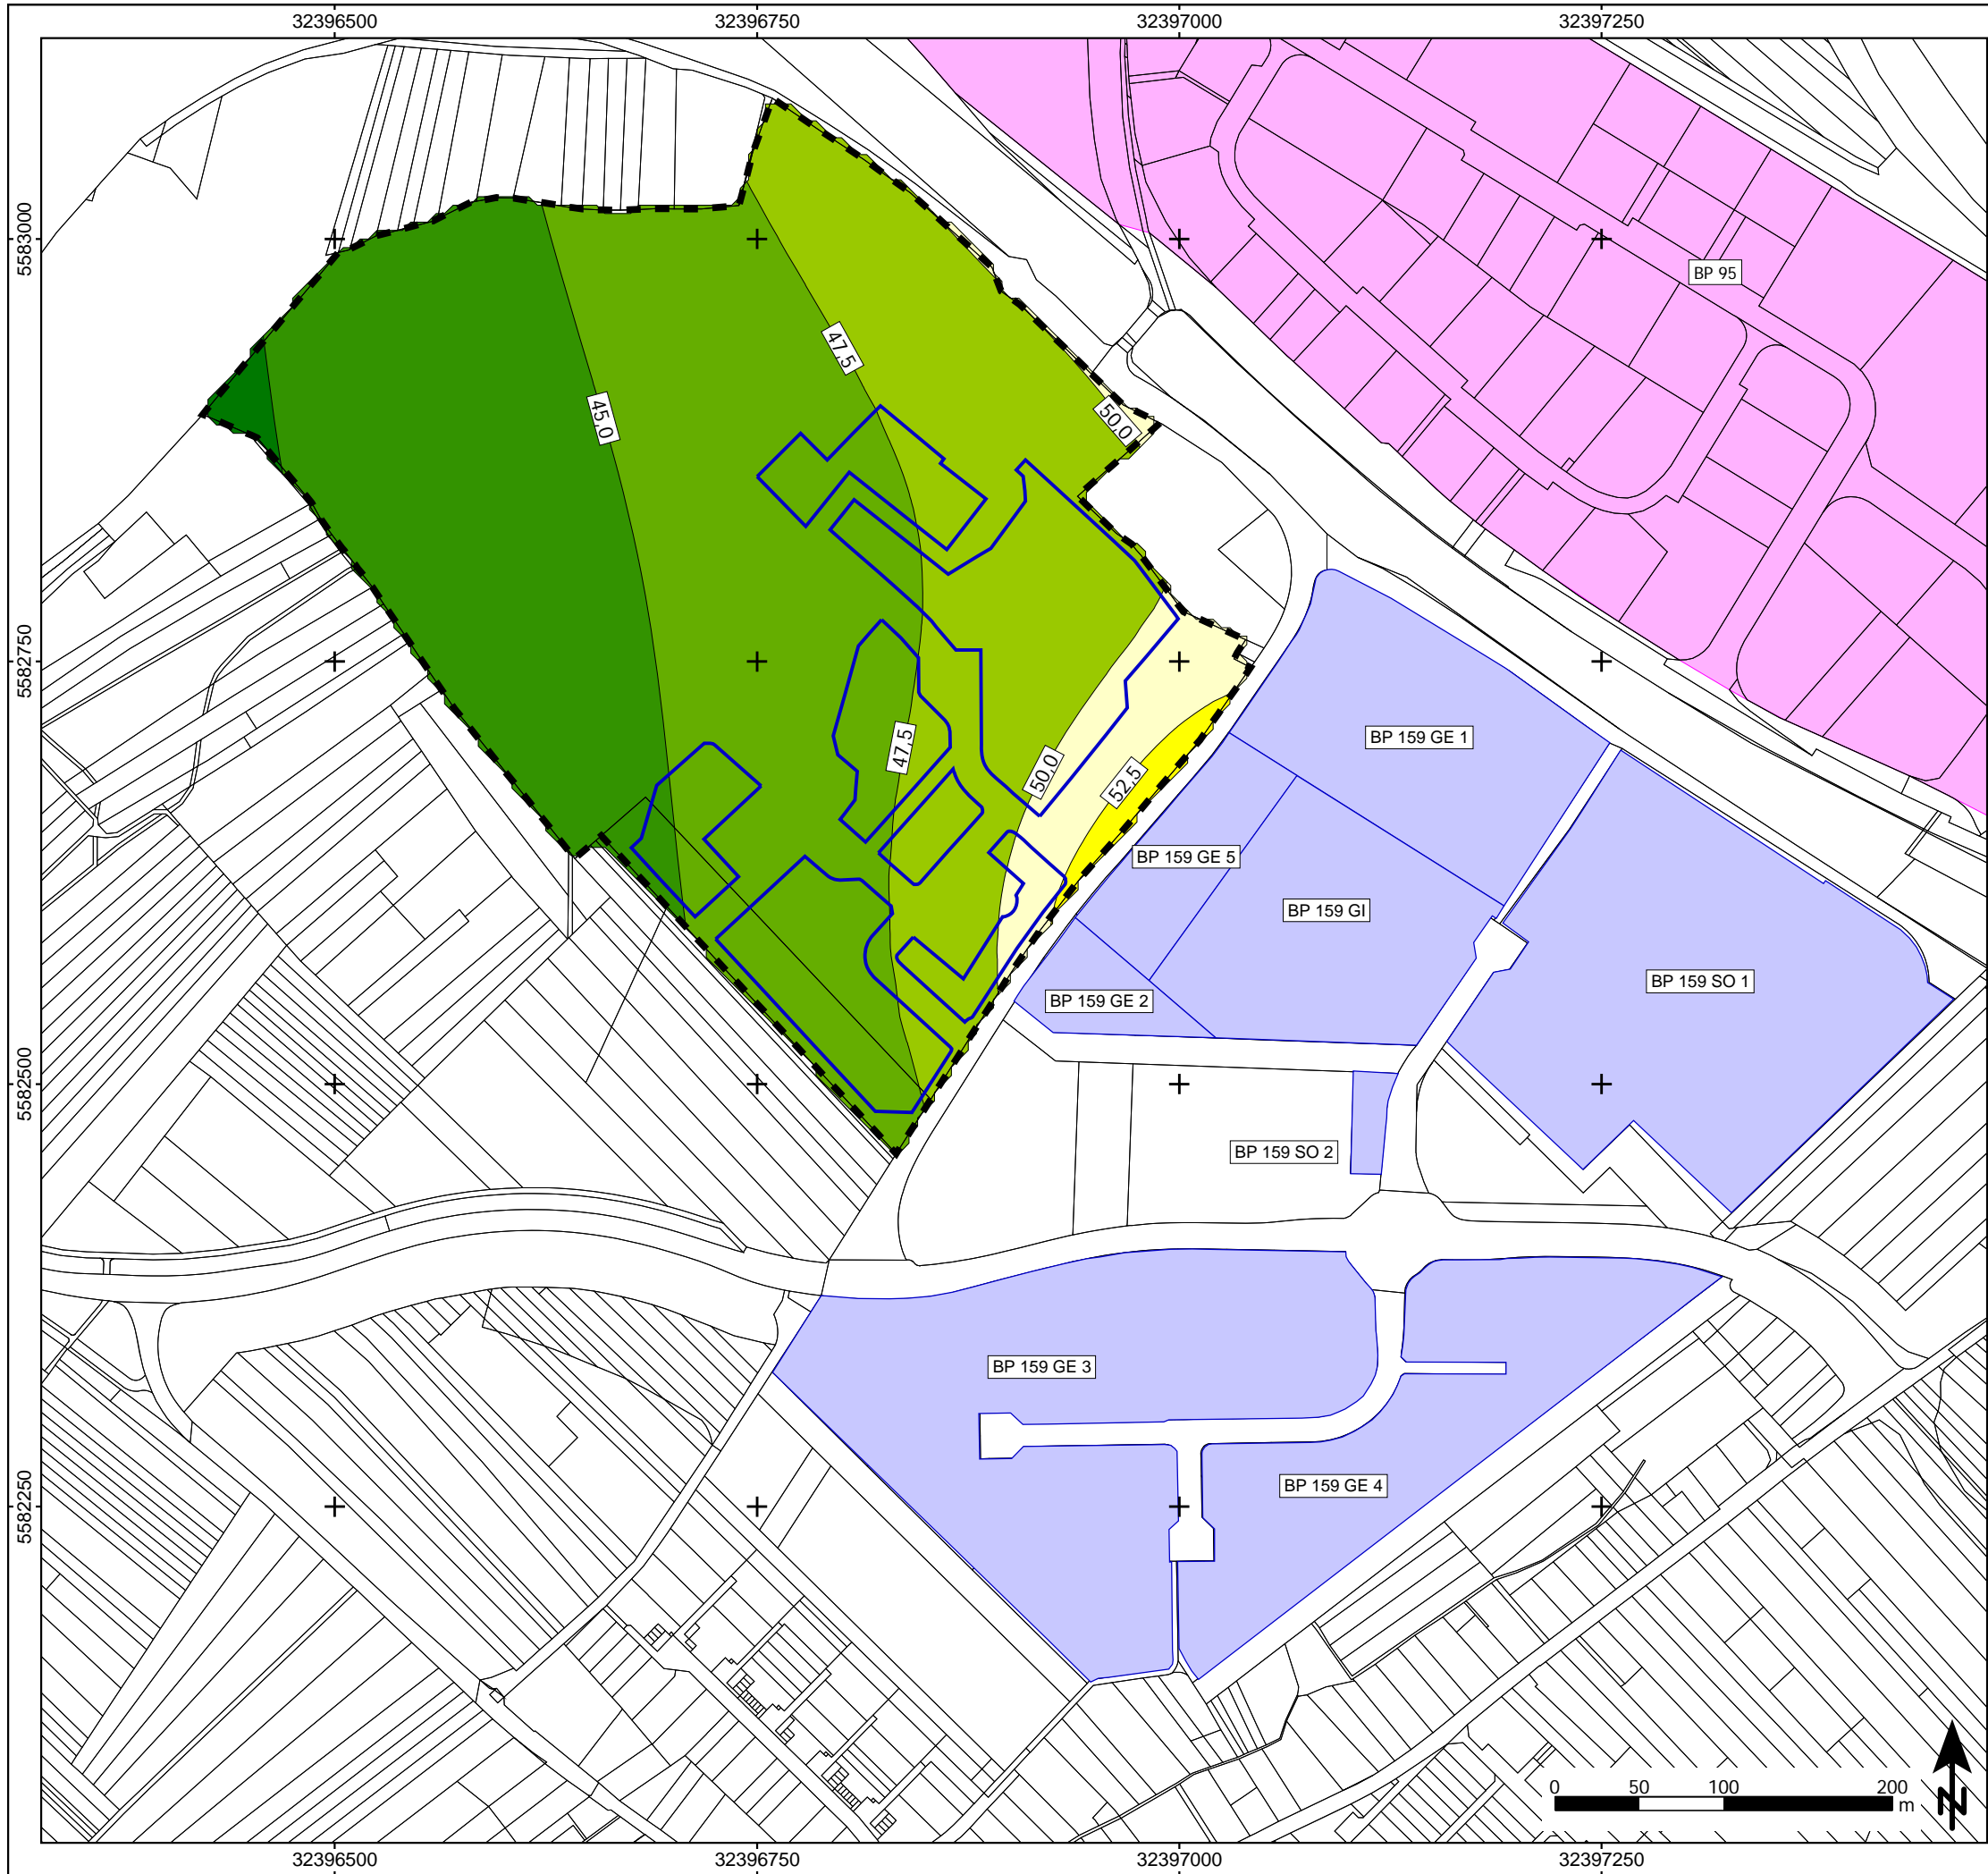 32396500 32396750 32397000 32397250
5583000
BP 95
47,5
45,0
50,0
5582750
BP 159 GE 1
47,5
50,0
52,5
BP 159 GE 5
BP 159 GI
BP 159 SO 1
BP 159 GE 2
5582500
BP 159 SO 2
BP 159 GE 3
BP 159 GE 4
5582250
0 50 100 200
m
N
32396500 32396750 32397000 32397250